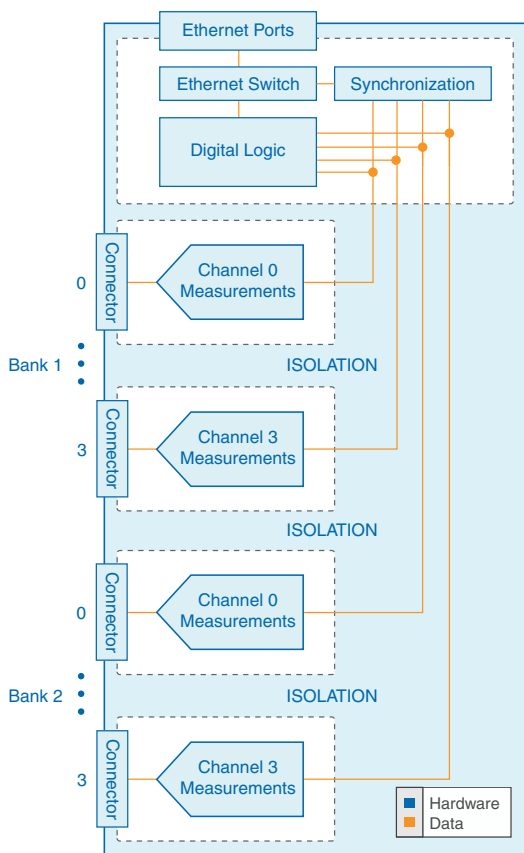 Ethernet Ports
Ethernet Switch
Synchronization
Digital Logic
0
Connector
Channel 0
Measurements
Bank 1
ISOLATION
3
Connector
Channel 3
Measurements
ISOLATION
0
Connector
Channel 0
Measurements
Bank 2
ISOLATION
3
Connector
Channel 3
Measurements
Hardware
Data